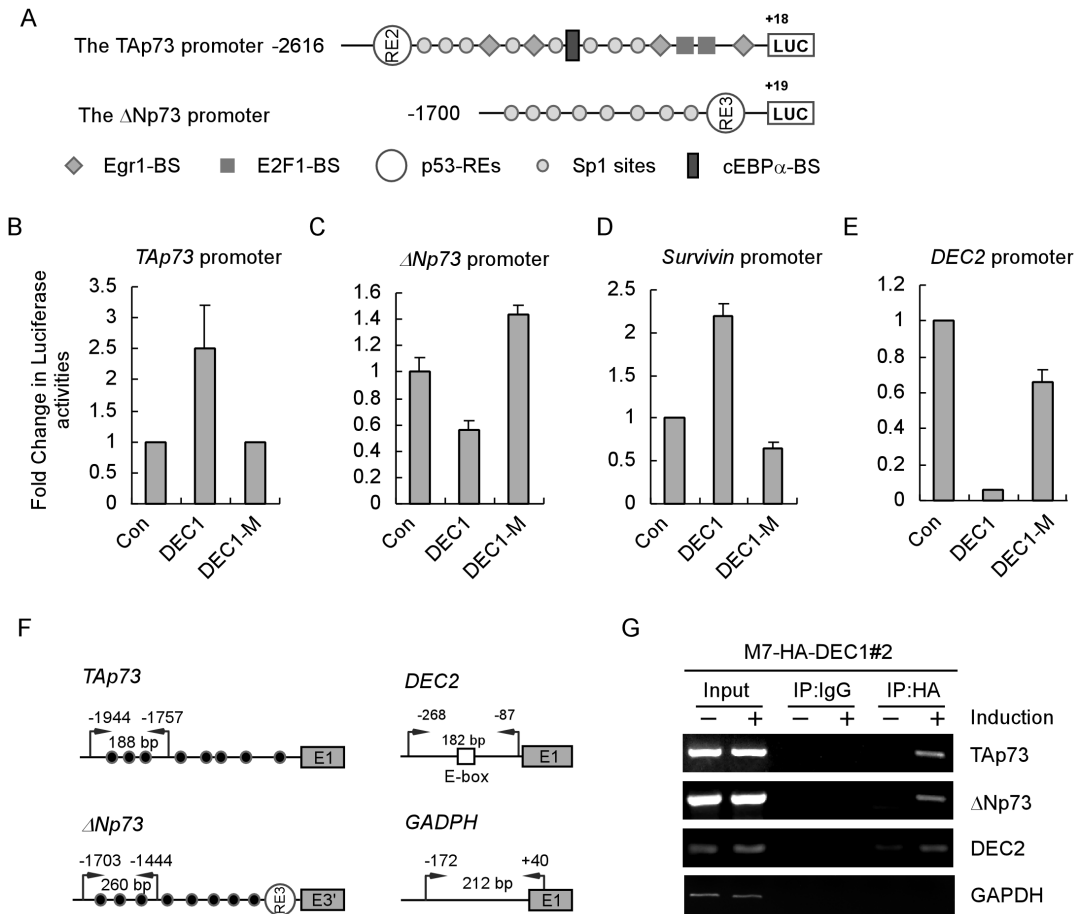 A
The TAp73 promoter -2616
+18
RE2
LUC
The ΔNp73 promoter
-1700
+19
RE3
LUC
Egr1-BS
E2F1-BS
p53-REs
Sp1 sites
cEBPα-BS
B
TAp73 promoter
Fold Change in Luciferase
activities
3.5
3
2.5
2
1.5
1
0.5
0
Con
DEC1
DEC1-M
C
ΔNp73 promoter
1.6
1.4
1.2
1
0.8
0.6
0.4
0.2
0
Con
DEC1
DEC1-M
D
Survivin promoter
2.5
2
1.5
1
0.5
0
Con
DEC1
DEC1-M
E
DEC2 promoter
1.2
1
0.8
0.6
0.4
0.2
0
Con
DEC1
DEC1-M
F
TAp73
-1944 -1757
188 bp
E1
DEC2
-268 -87
182 bp
E-box
E1
ΔNp73
-1703 -1444
260 bp
RE3
E3'
GADPH
-172 +40
212 bp
E1
G
M7-HA-DEC1#2
Input IP:IgG IP:HA
− + − + − + Induction
TAp73
ΔNp73
DEC2
GAPDH